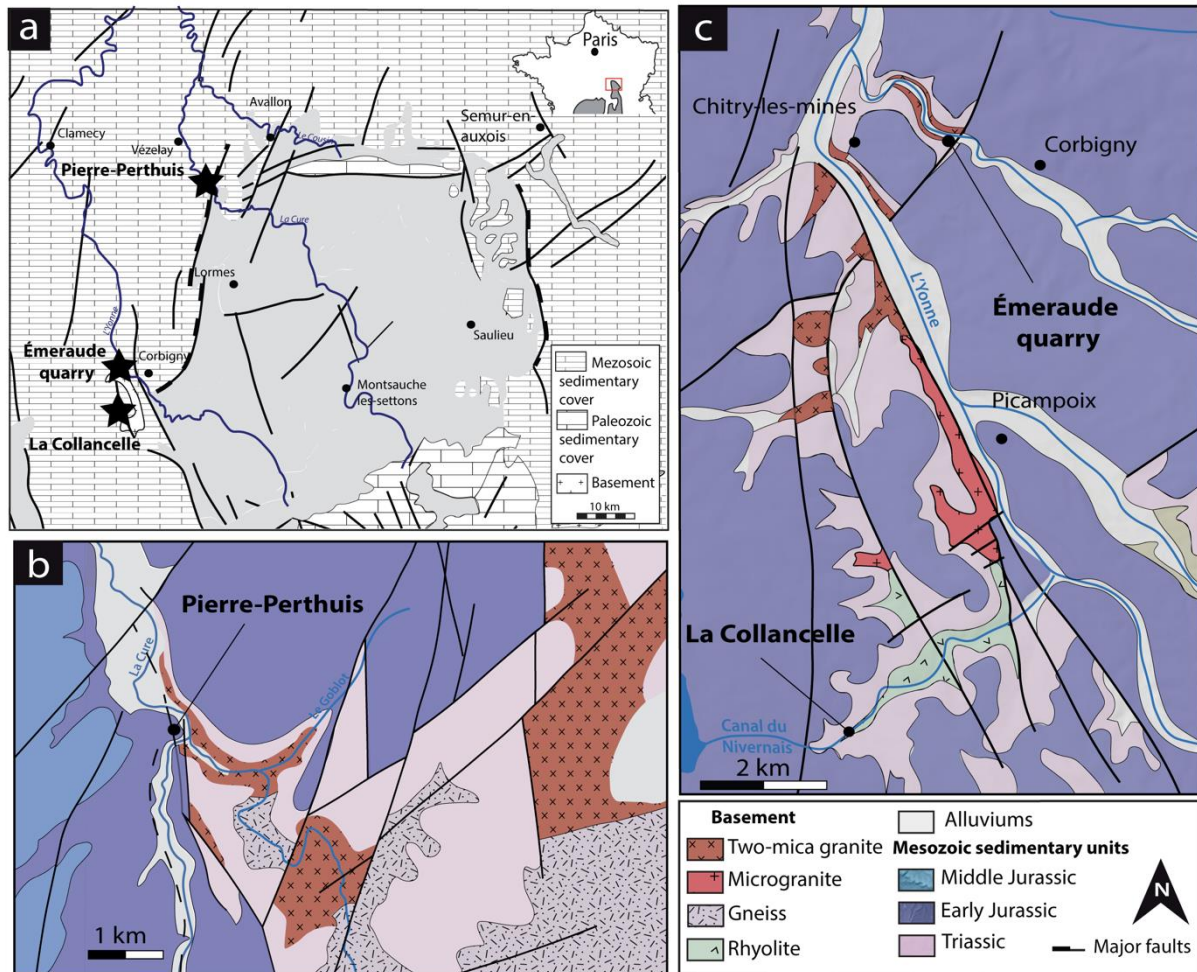 a
Paris
Clamecy
Vézelay
Avallon
Le Cousin
Semur-en-
auxois
Pierre-Perthuis
La Cure
Lormes
L'Yonne
Saulieu
Émeraude
quarry
Corbigny
Montsauche
les-settons
La Collancelle
Mezosoic
sedimentary
cover
Paleozoic
sedimentary
cover
Basement
10 km
b
Pierre-Perthuis
La Cure
Le Goblot
1 km
c
Chitry-les-mines
Corbigny
L'Yonne
Émeraude
quarry
Picampoix
La Collancelle
Canal du
Nivernais
2 km
Basement
Two-mica granite
Microgranite
Gneiss
Rhyolite
Alluviums
Mesozoic sedimentary units
Middle Jurassic
Early Jurassic
Triassic
N
Major faults